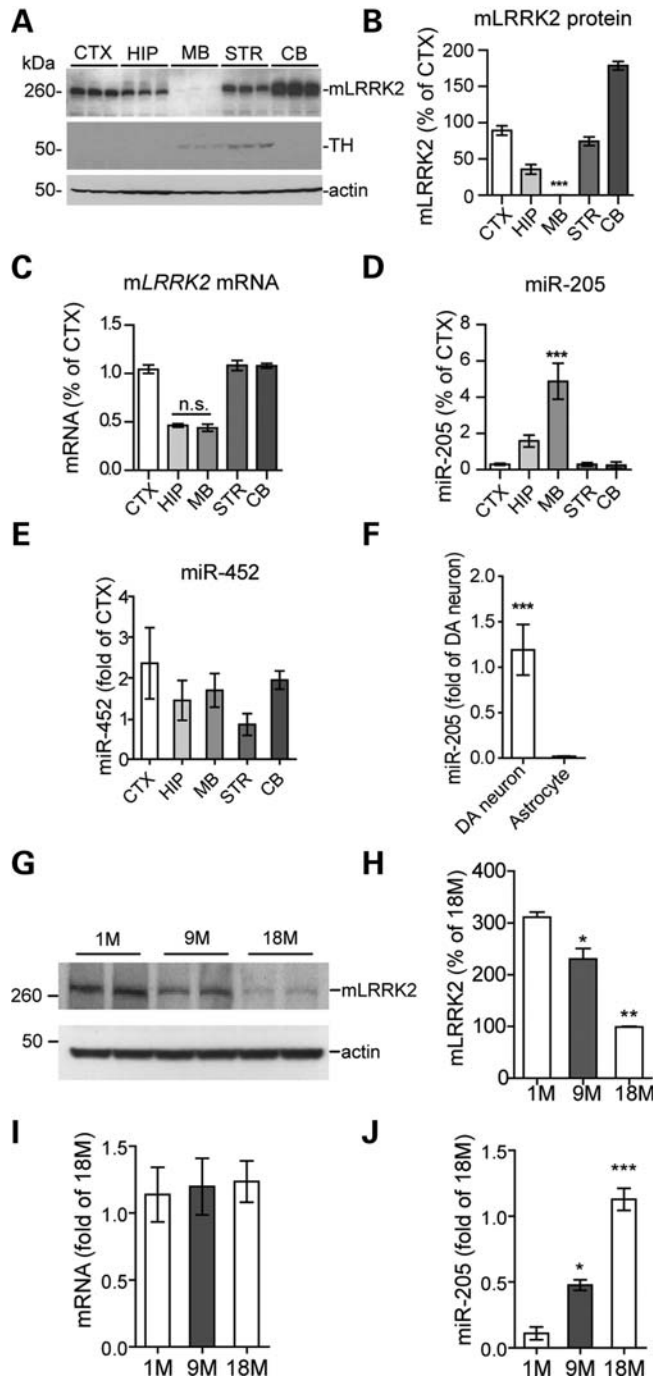 A
CTX HIP MB STR CB
kDa
260- -mLRRK2
50- -TH
50- -actin
B
mLRRK2 protein
mLRRK2 (% of CTX)
200
150
100
50
0
***
CTX HIP MB STR CB
C
mLRRK2 mRNA
mRNA (% of CTX)
1.5
1.0
0.5
0.0
n.s.
CTX HIP MB STR CB
D
miR-205
miR-205 (% of CTX)
8
6
4
2
0
***
CTX HIP MB STR CB
E
miR-452
miR-452 (fold of CTX)
4
3
2
1
0
CTX HIP MB STR CB
F
miR-205 (fold of DA neuron)
2.0
1.5
1.0
0.5
0.0
***
DA neuron Astrocyte
G
1M 9M 18M
260 -mLRRK2
50
-actin
H
mLRRK2 (% of 18M)
400
300
200
100
0
*
**
1M 9M 18M
I
mRNA (fold of 18M)
1.5
1.0
1.5
0.0
1M 9M 18M
J
miR-205 (fold of 18M)
1.5
1.0
0.5
0.0
*
***
1M 9M 18M